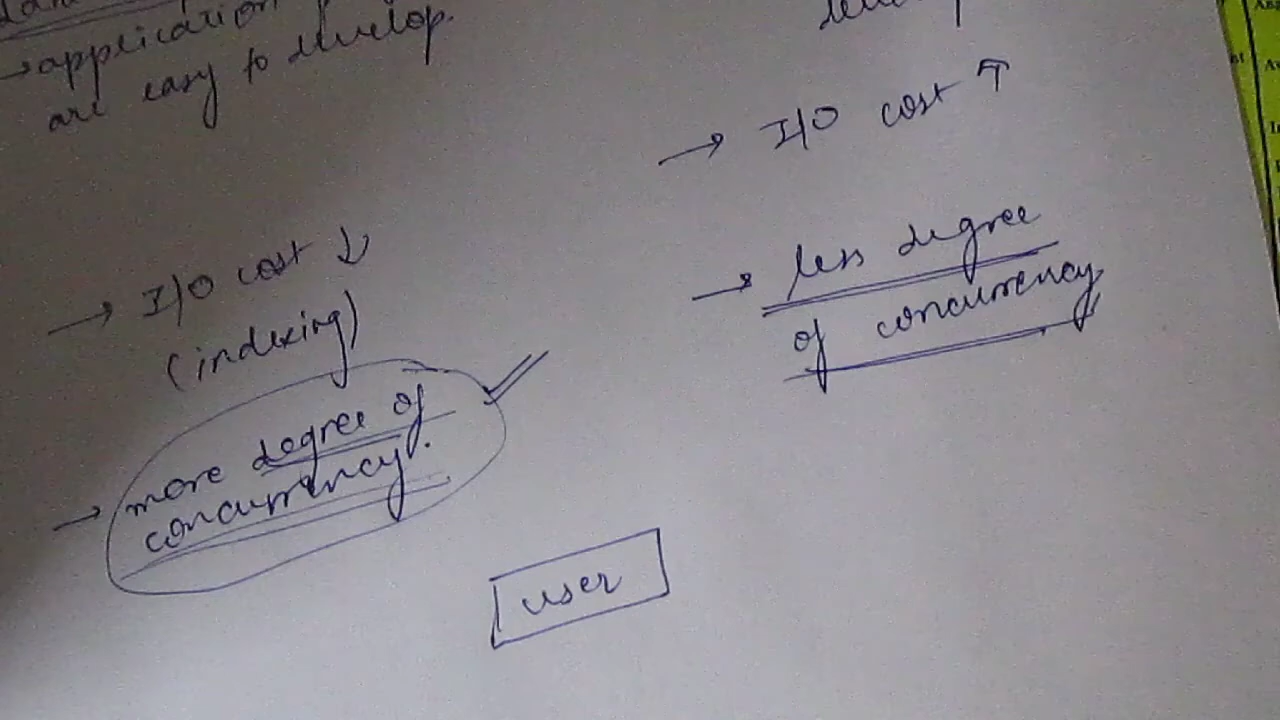 → application
are easy to develop.
→ I/O cost ↓
(indexing)
→ more degree of
concurrency.
→ I/O cost ↑
→ less degree
of concurrency
user